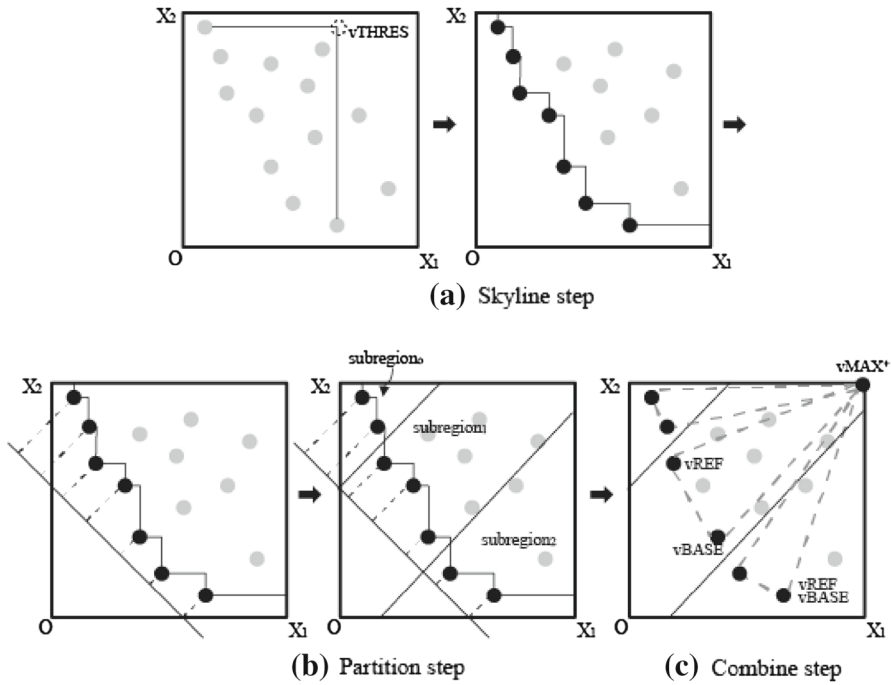 X2
vTHRES
O
X1
X2
O
X1
(a) Skyline step
X2
O
X1
subregion0
X2
subregion1
subregion2
O
X1
(b) Partition step
vMAX+
X2
vREF
vBASE
vREF
vBASE
O
X1
(c) Combine step